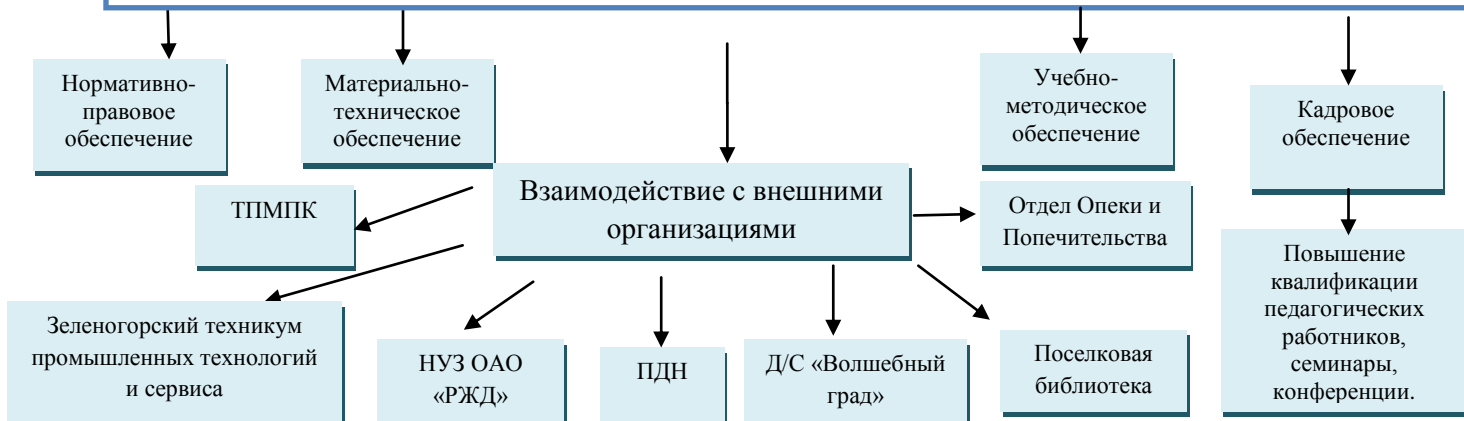 Нормативно-
правовое
обеспечение
Материально-
техническое
обеспечение
Учебно-
методическое
обеспечение
Кадровое
обеспечение
Взаимодействие с внешними
организациями
ТПМПК
Отдел Опеки и
Попечительства
Зеленогорский техникум
промышленных технологий
и сервиса
НУЗ ОАО
«РЖД»
ПДН
Д/С «Волшебный
град»
Поселковая
библиотека
Повышение
квалификации
педагогических
работников,
семинары,
конференции.